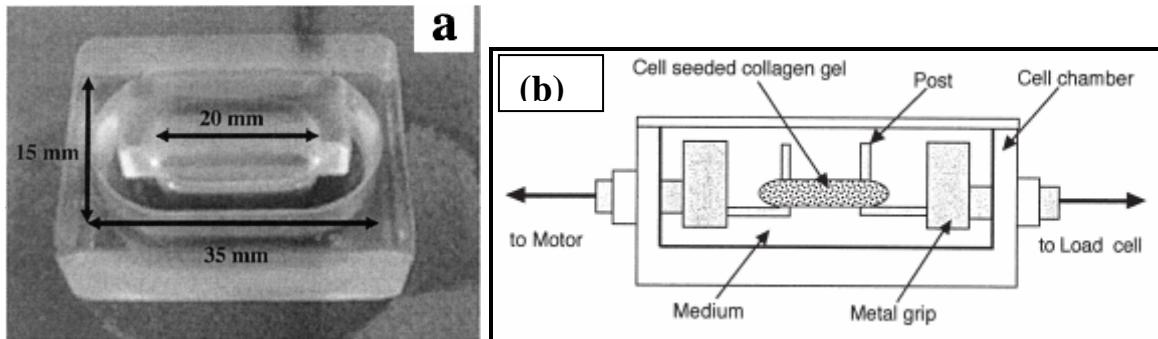 a
20 mm
15 mm
35 mm
(b)
Cell seeded collagen gel
Post
Cell chamber
to Motor
to Load cell
Medium
Metal grip